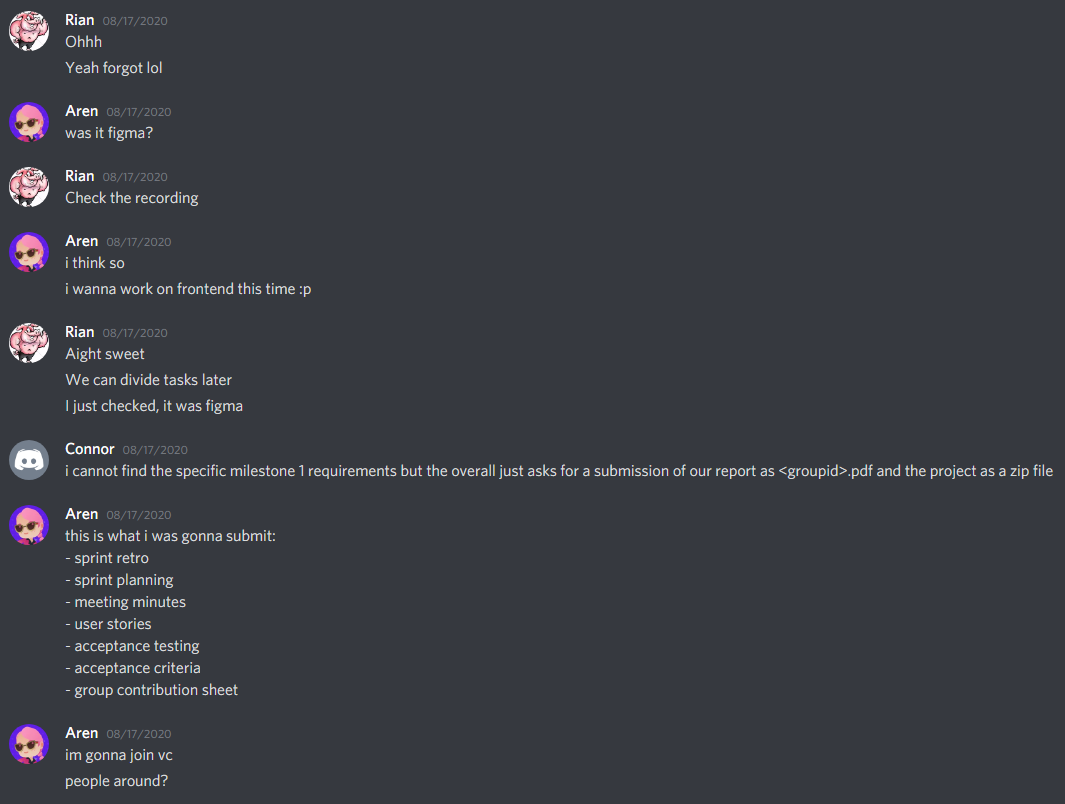 Rian 08/17/2020
Ohhh
Yeah forgot lol
Aren 08/17/2020
was it figma?
Rian 08/17/2020
Check the recording
Aren 08/17/2020
i think so
i wanna work on frontend this time :p
Rian 08/17/2020
Aight sweet
We can divide tasks later
I just checked, it was figma
Connor 08/17/2020
i cannot find the specific milestone 1 requirements but the overall just asks for a submission of our report as <groupid>.pdf and the project as a zip file
Aren 08/17/2020
this is what i was gonna submit:
- sprint retro
- sprint planning
- meeting minutes
- user stories
- acceptance testing
- acceptance criteria
- group contribution sheet
Aren 08/17/2020
im gonna join vc
people around?